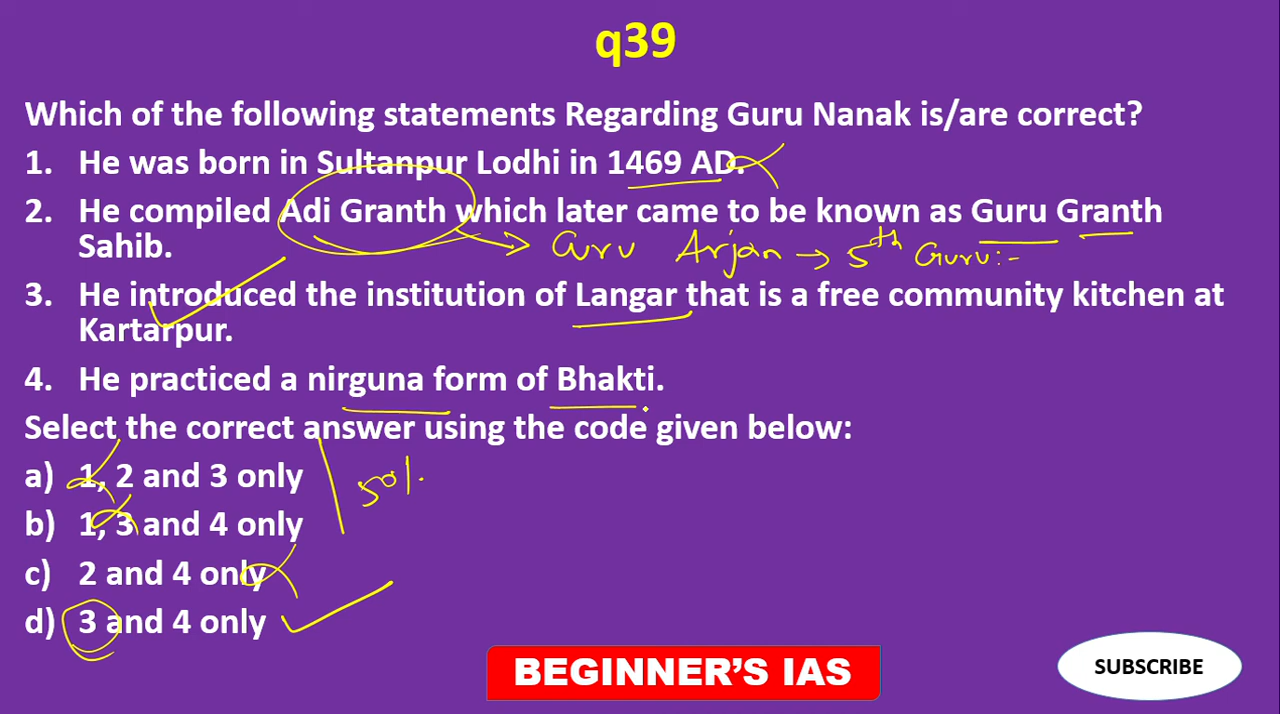 q39
Which of the following statements Regarding Guru Nanak is/are correct?
1. He was born in Sultanpur Lodhi in 1469 AD.
2. He compiled Adi Granth which later came to be known as Guru Granth
Sahib.
Guru Arjan → 5th Guru:-
3. He introduced the institution of Langar that is a free community kitchen at
Kartarpur.
4. He practiced a nirguna form of Bhakti.
Select the correct answer using the code given below:
a) 1, 2 and 3 only
50%
b) 1, 3 and 4 only
c) 2 and 4 only
d) 3 and 4 only
BEGINNER'S IAS
SUBSCRIBE